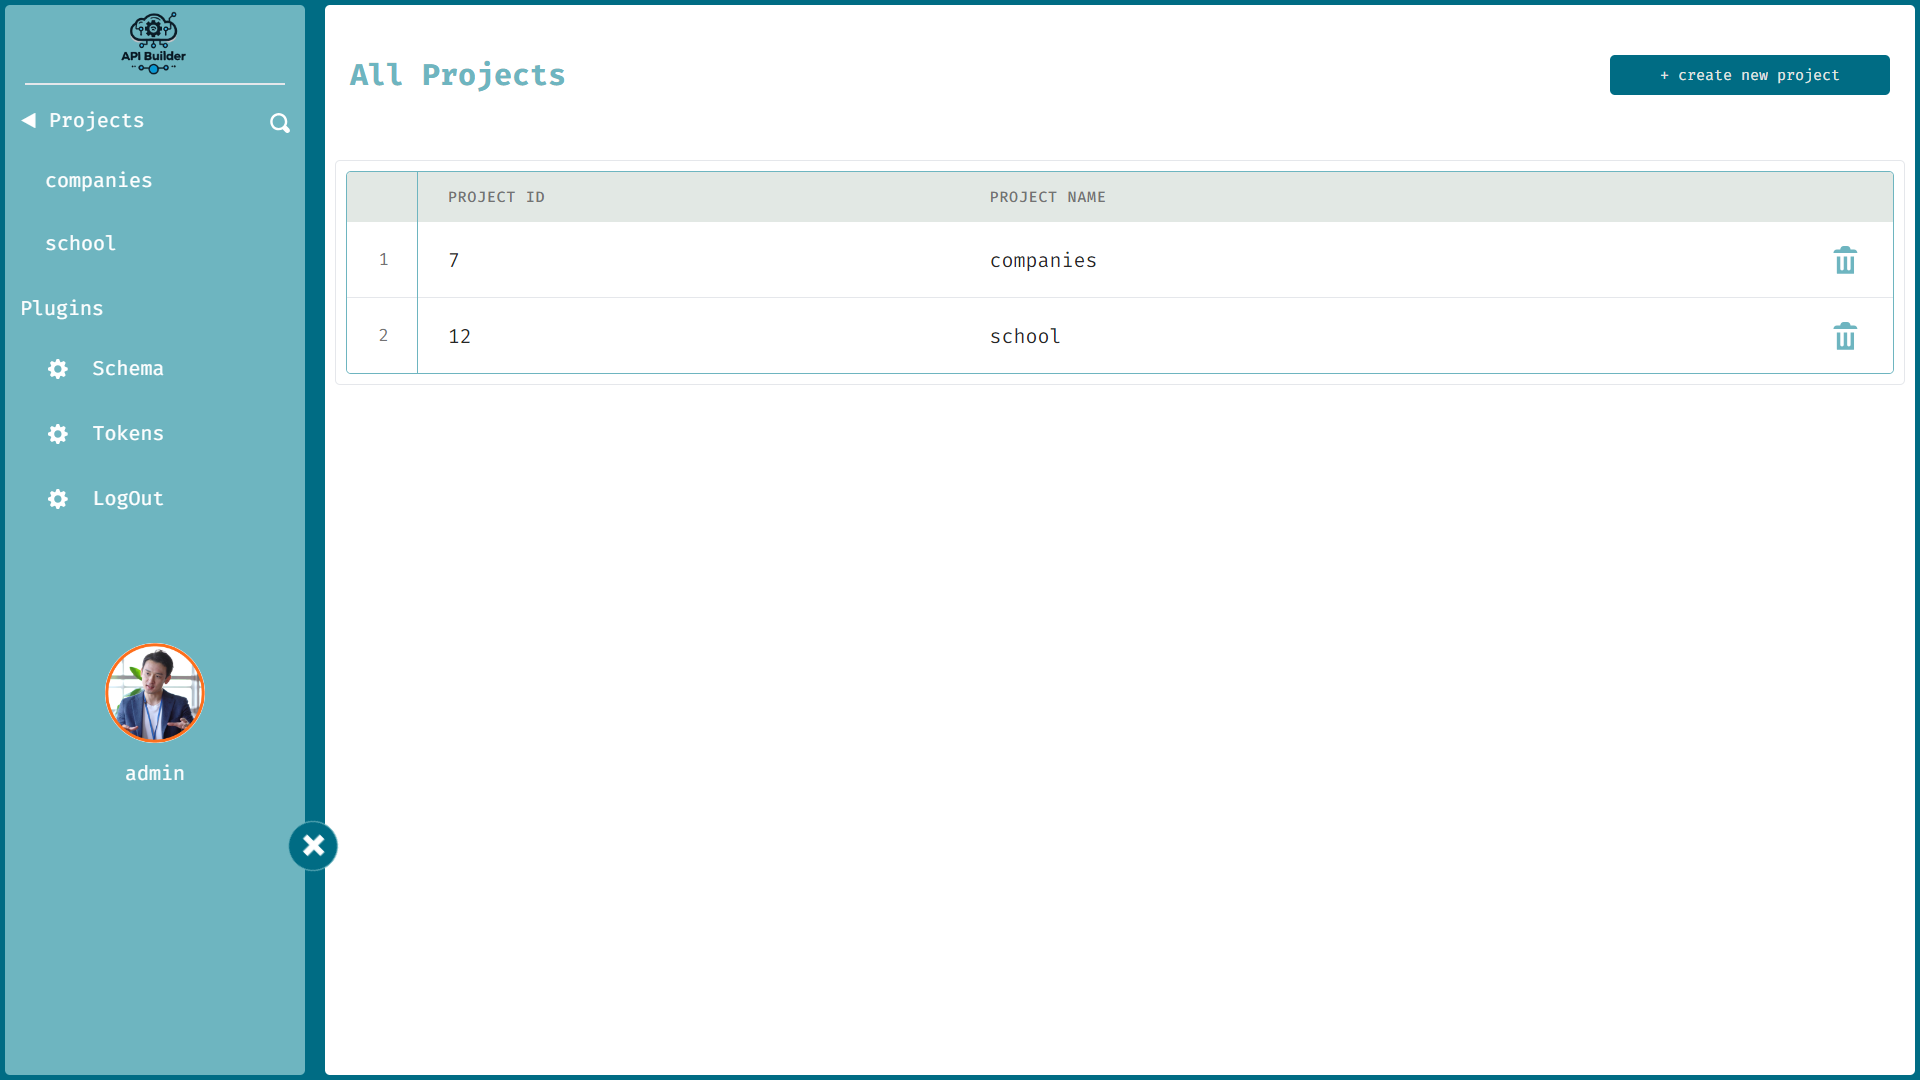 API Builder
Projects
companies
school
Plugins
Schema
Tokens
LogOut
admin
All Projects
+ create new project
PROJECT ID PROJECT NAME
1 7 companies
2 12 school